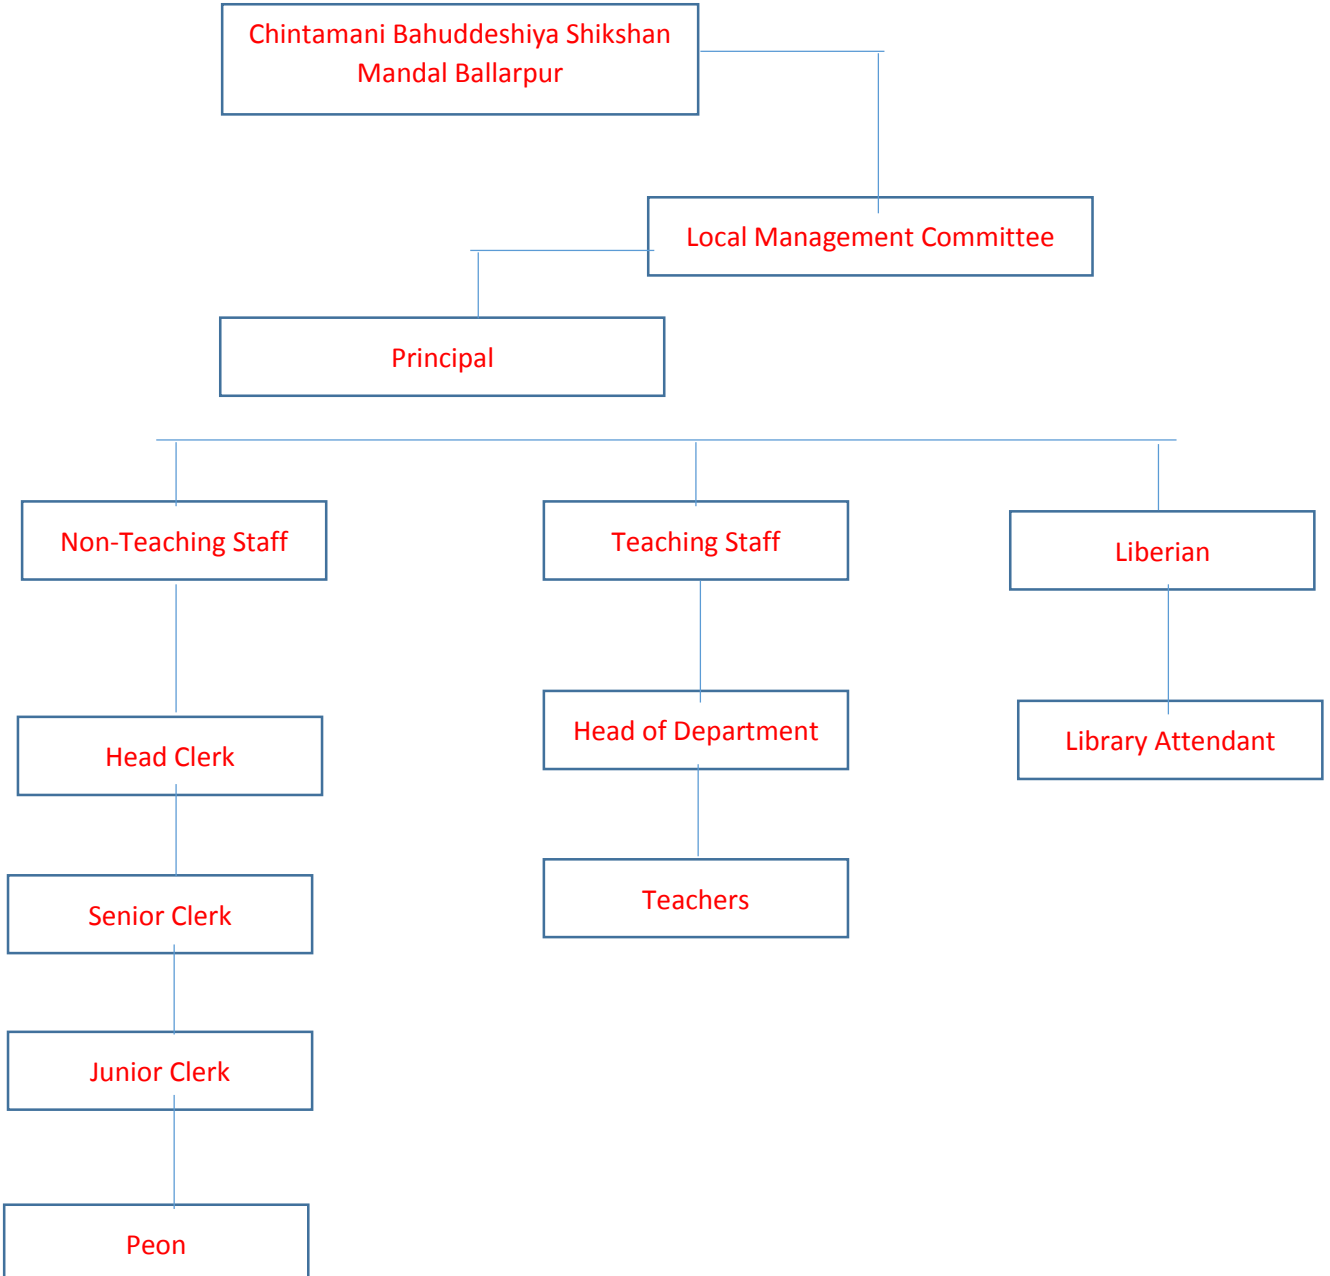 Chintamani Bahuddeshiya Shikshan
Mandal Ballarpur
Local Management Committee
Principal
Non-Teaching Staff
Teaching Staff
Liberian
Head Clerk
Head of Department
Library Attendant
Senior Clerk
Teachers
Junior Clerk
Peon